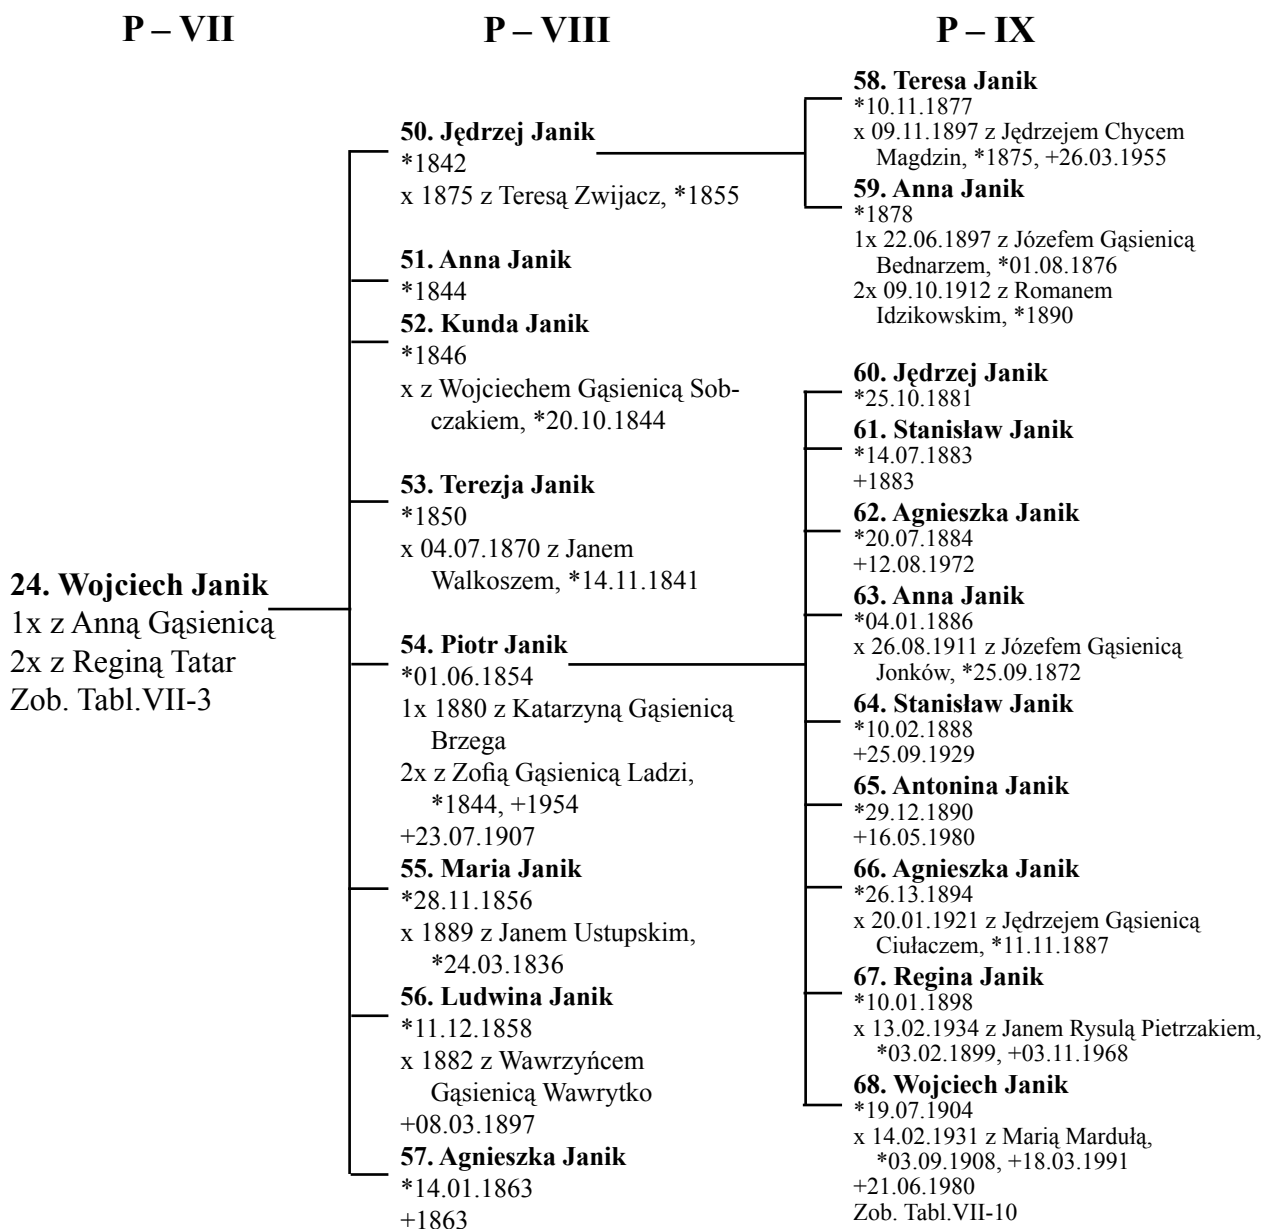 P – VII
P – VIII
P – IX
24. Wojciech Janik
1x z Anną Gąsienicą
2x z Reginą Tatar
Zob. Tabl.VII-3
50. Jędrzej Janik
*1842
x 1875 z Teresą Zwijacz, *1855
51. Anna Janik
*1844
52. Kunda Janik
*1846
x z Wojciechem Gąsienicą Sob-
czakiem, *20.10.1844
53. Terezja Janik
*1850
x 04.07.1870 z Janem
Walkoszem, *14.11.1841
54. Piotr Janik
*01.06.1854
1x 1880 z Katarzyną Gąsienicą
Brzega
2x z Zofią Gąsienicą Ladzi,
*1844, +1954
+23.07.1907
55. Maria Janik
*28.11.1856
x 1889 z Janem Ustupskim,
*24.03.1836
56. Ludwina Janik
*11.12.1858
x 1882 z Wawrzyńcem
Gąsienicą Wawrytko
+08.03.1897
57. Agnieszka Janik
*14.01.1863
+1863
58. Teresa Janik
*10.11.1877
x 09.11.1897 z Jędrzejem Chycem
Magdzin, *1875, +26.03.1955
59. Anna Janik
*1878
1x 22.06.1897 z Józefem Gąsienicą
Bednarzem, *01.08.1876
2x 09.10.1912 z Romanem
Idzikowskim, *1890
60. Jędrzej Janik
*25.10.1881
61. Stanisław Janik
*14.07.1883
+1883
62. Agnieszka Janik
*20.07.1884
+12.08.1972
63. Anna Janik
*04.01.1886
x 26.08.1911 z Józefem Gąsienicą
Jonków, *25.09.1872
64. Stanisław Janik
*10.02.1888
+25.09.1929
65. Antonina Janik
*29.12.1890
+16.05.1980
66. Agnieszka Janik
*26.13.1894
x 20.01.1921 z Jędrzejem Gąsienicą
Ciułaczem, *11.11.1887
67. Regina Janik
*10.01.1898
x 13.02.1934 z Janem Rysulą Pietrzakiem,
*03.02.1899, +03.11.1968
68. Wojciech Janik
*19.07.1904
x 14.02.1931 z Marią Mardułą,
*03.09.1908, +18.03.1991
+21.06.1980
Zob. Tabl.VII-10